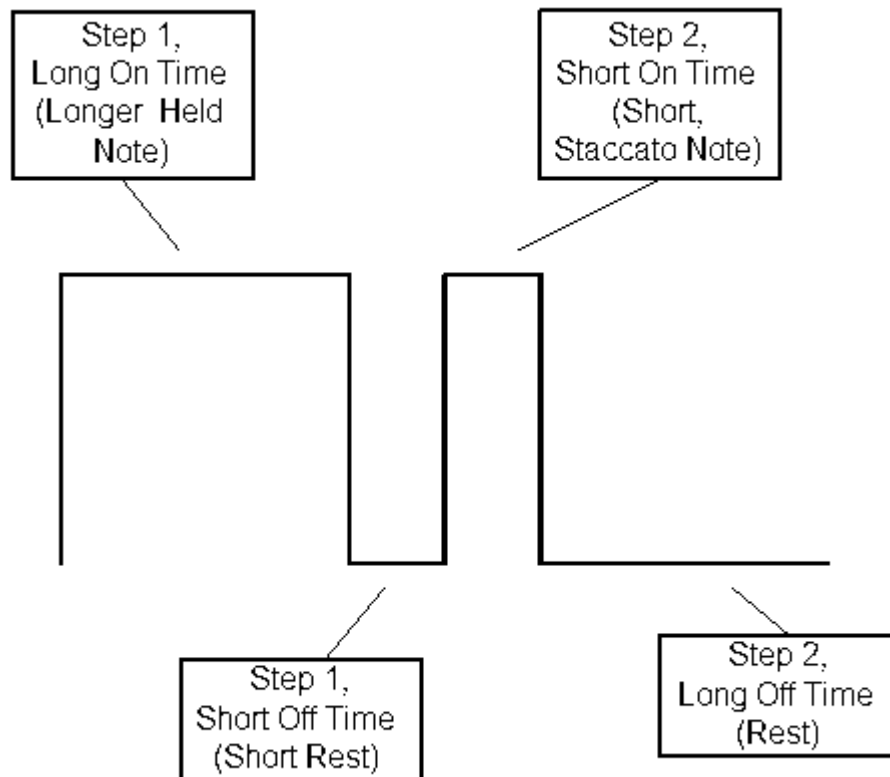 Step 1,
Long On Time
(Longer Held
Note)
Step 2,
Short On Time
(Short,
Staccato Note)
Step 1,
Short Off Time
(Short Rest)
Step 2,
Long Off Time
(Rest)